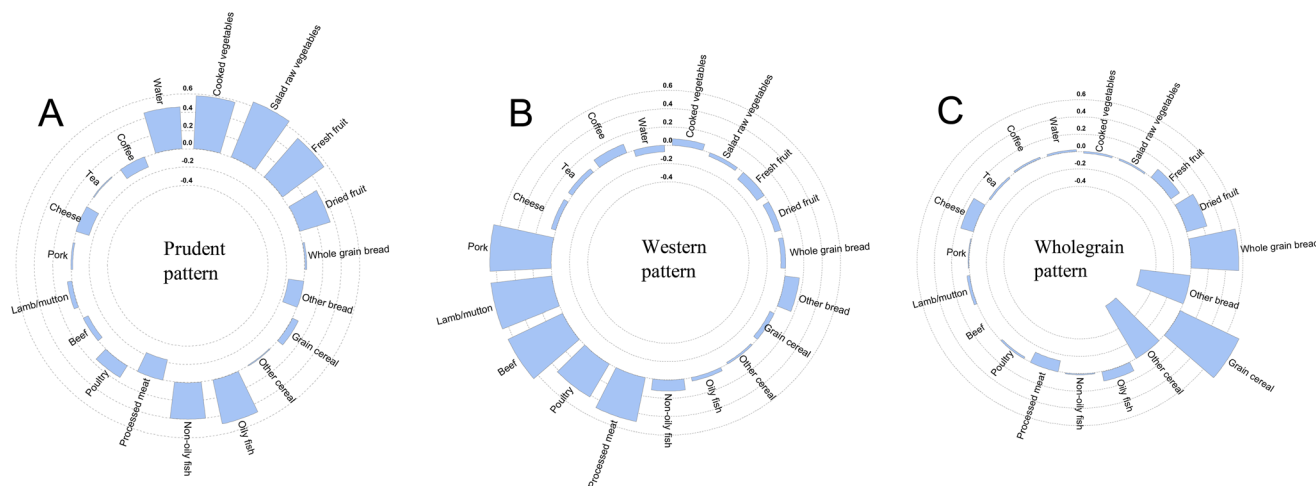 A
0.6
0.4
0.2
0.0
-0.2
-0.4
Cooked vegetables
Salad raw vegetables
Fresh fruit
Dried fruit
Whole grain bread
Other bread
Grain cereal
Other cereal
Oily fish
Non-oily fish
Processed meat
Poultry
Beef
Lamb/mutton
Pork
Cheese
Tea
Coffee
Water
Prudent
pattern
B
0.6
0.4
0.2
0.0
-0.2
-0.4
Cooked vegetables
Salad raw vegetables
Fresh fruit
Dried fruit
Whole grain bread
Other bread
Grain cereal
Other cereal
Oily fish
Non-oily fish
Processed meat
Poultry
Beef
Lamb/mutton
Pork
Cheese
Tea
Coffee
Water
Western
pattern
C
0.6
0.4
0.2
0.0
-0.2
-0.4
Cooked vegetables
Salad raw vegetables
Fresh fruit
Dried fruit
Whole grain bread
Other bread
Grain cereal
Other cereal
Oily fish
Non-oily fish
Processed meat
Poultry
Beef
Lamb/mutton
Pork
Cheese
Tea
Coffee
Water
Wholegrain
pattern